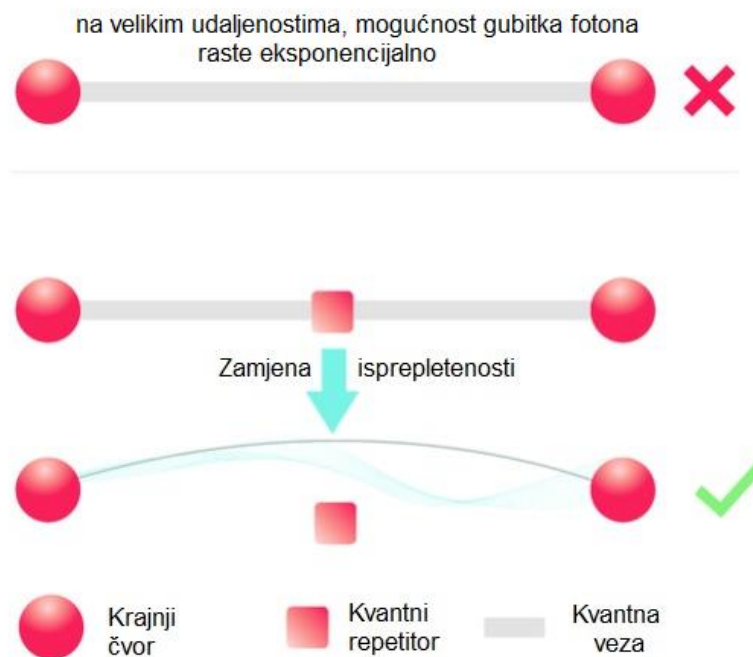 na velikim udaljenostima, mogućnost gubitka fotona
raste eksponencijalno
Zamjena isprepletenosti
Krajnji
čvor
Kvantni
repetitor
Kvantna
veza